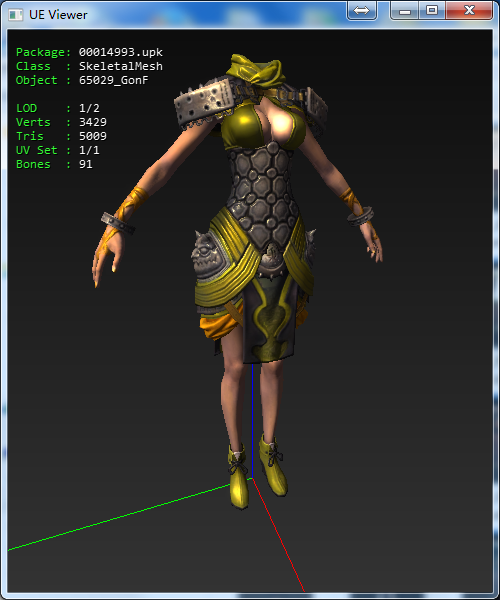 UE Viewer
Package: 00014993.upk
Class : SkeletalMesh
Object : 65029_GonF
LOD : 1/2
Verts : 3429
Tris : 5009
UV Set : 1/1
Bones : 91